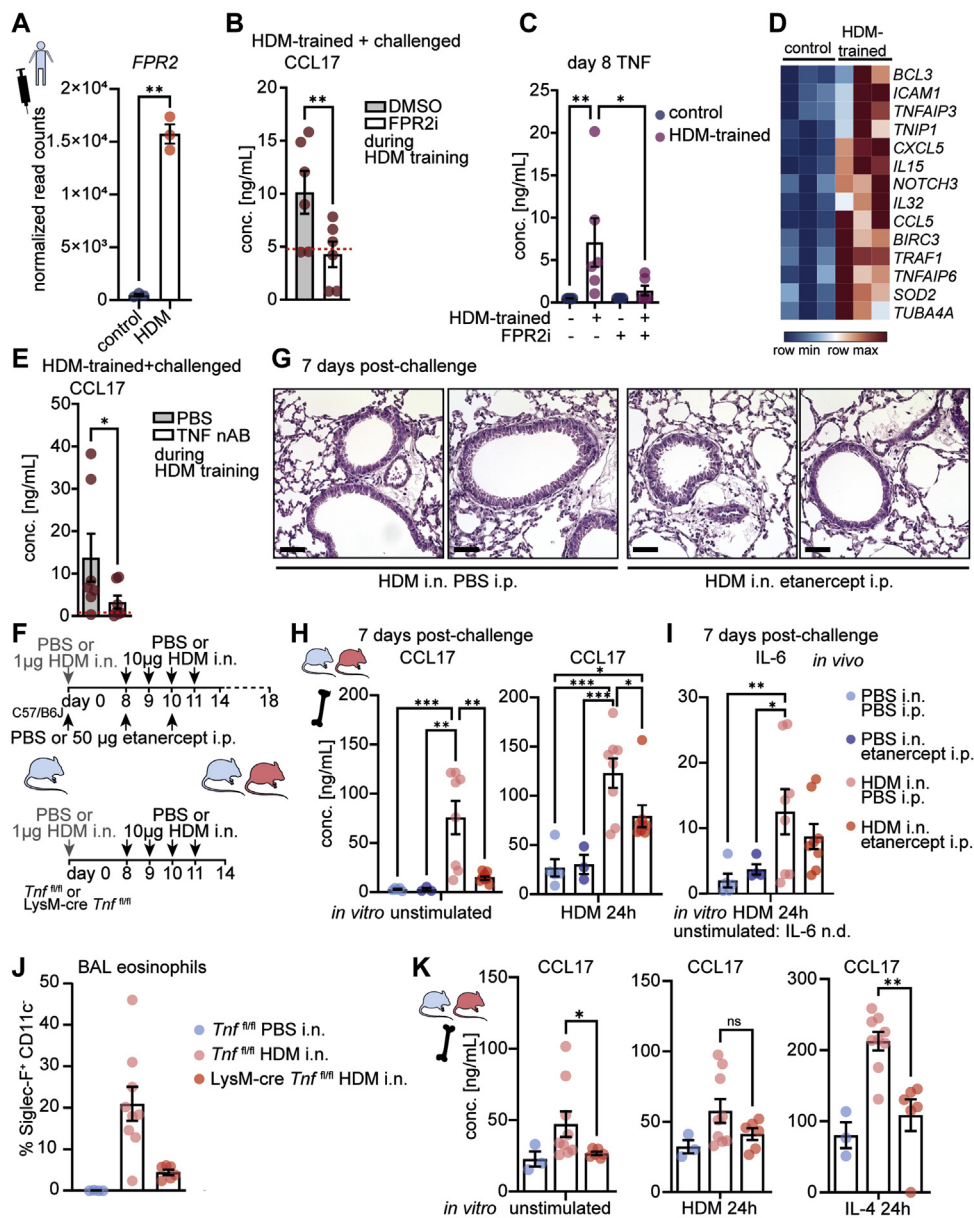 A
FPR2
**
normalized read counts
2×10⁴
1×10⁴
5×10³
0
control
HDM
B
HDM-trained + challenged
CCL17
**
DMSO
FPR2i
during
HDM training
conc. [ng/mL]
20
15
10
5
0
C
day 8 TNF
**
*
control
HDM-trained
conc. [ng/mL]
25
20
15
10
5
0
HDM-trained - + - +
FPR2i - - + +
D
HDM-
control trained
BCL3
ICAM1
TNFAIP3
TNIP1
CXCL5
IL15
NOTCH3
IL32
CCL5
BIRC3
TRAF1
TNFAIP6
SOD2
TUBA4A
row min row max
E
HDM-trained+challenged
CCL17
*
PBS
TNF nAB
during
HDM training
conc. [ng/mL]
50
40
30
20
10
0
G 7 days post-challenge
HDM i.n. PBS i.p.
HDM i.n. etanercept i.p.
F
PBS or
1µg HDM i.n.
PBS or
10µg HDM i.n.
day 0 8 9 10 11 14 18
C57/B6J
PBS or 50 µg etanercept i.p.
PBS or
1µg HDM i.n.
PBS or
10µg HDM i.n.
day 0 8 9 10 11 14
Tnf fl/fl or
LysM-cre Tnf fl/fl
H 7 days post-challenge
CCL17
***
**
**
conc. [ng/mL]
200
150
100
50
0
in vitro unstimulated
CCL17
*
***
***
*
200
150
100
50
0
HDM 24h
I 7 days post-challenge
IL-6
in vivo
**
*
30
20
10
0
in vitro HDM 24h
unstimulated: IL-6 n.d.
PBS i.n.
PBS i.p.
PBS i.n.
etanercept i.p.
HDM i.n.
PBS i.p.
HDM i.n.
etanercept i.p.
J
BAL eosinophils
% Siglec-F⁺ CD11c⁻
50
40
30
20
10
0
Tnf fl/fl PBS i.n.
Tnf fl/fl HDM i.n.
LysM-cre Tnf fl/fl HDM i.n.
K
CCL17
*
conc. [ng/mL]
150
100
50
0
in vitro unstimulated
CCL17
ns
150
100
50
0
HDM 24h
CCL17
**
300
200
100
0
IL-4 24h